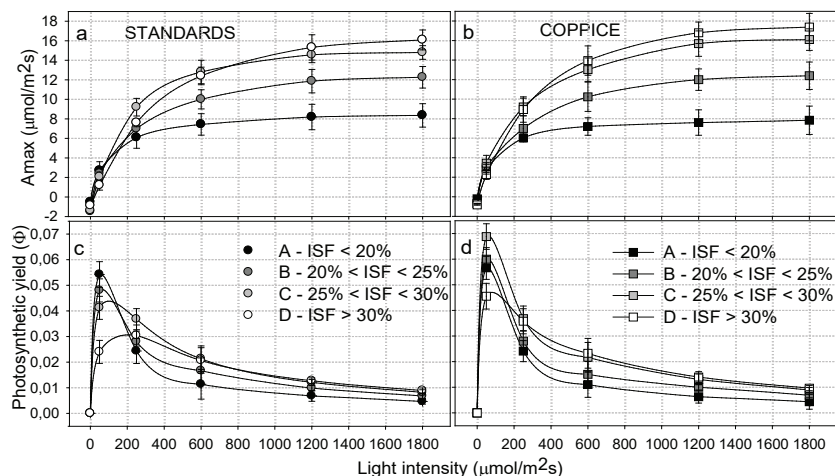 a STANDARDS
b COPPICE
Amax (μmol/m²s)
18
16
14
12
10
8
6
4
2
0
-2
c
d
Photosynthetic yield (Φ)
0,07
0,06
0,05
0,04
0,03
0,02
0,01
0,00
A - ISF < 20%
B - 20% < ISF < 25%
C - 25% < ISF < 30%
D - ISF > 30%
A - ISF < 20%
B - 20% < ISF < 25%
C - 25% < ISF < 30%
D - ISF > 30%
0 200 400 600 800 1000 1200 1400 1600 1800
0 200 400 600 800 1000 1200 1400 1600 1800
Light intensity (μmol/m²s)